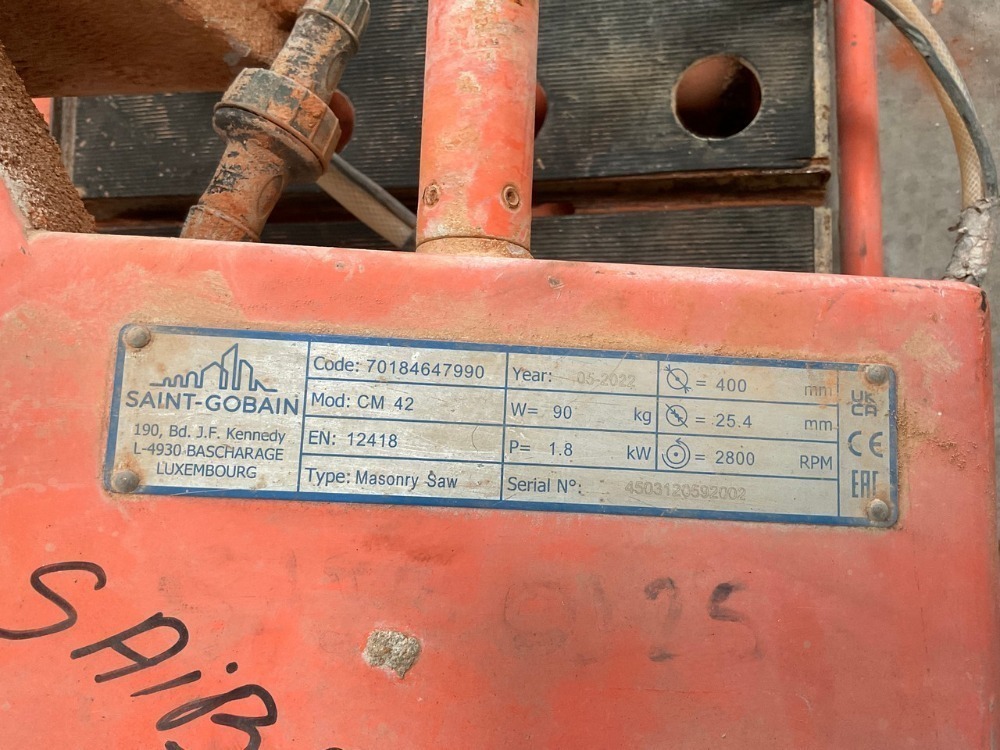 SAINT-GOBAIN
190, Bd. J.F. Kennedy
L-4930 BASCHARAGE
LUXEMBOURG
Code: 70184647990
Mod: CM 42
EN: 12418
Type: Masonry Saw
Year: 05-2022
W= 90 kg
P= 1.8 kW
Serial N°: 4503120592002
= 400 mm
= 25.4 mm
= 2800 RPM
UK
CA
CE
EAC
SAiB